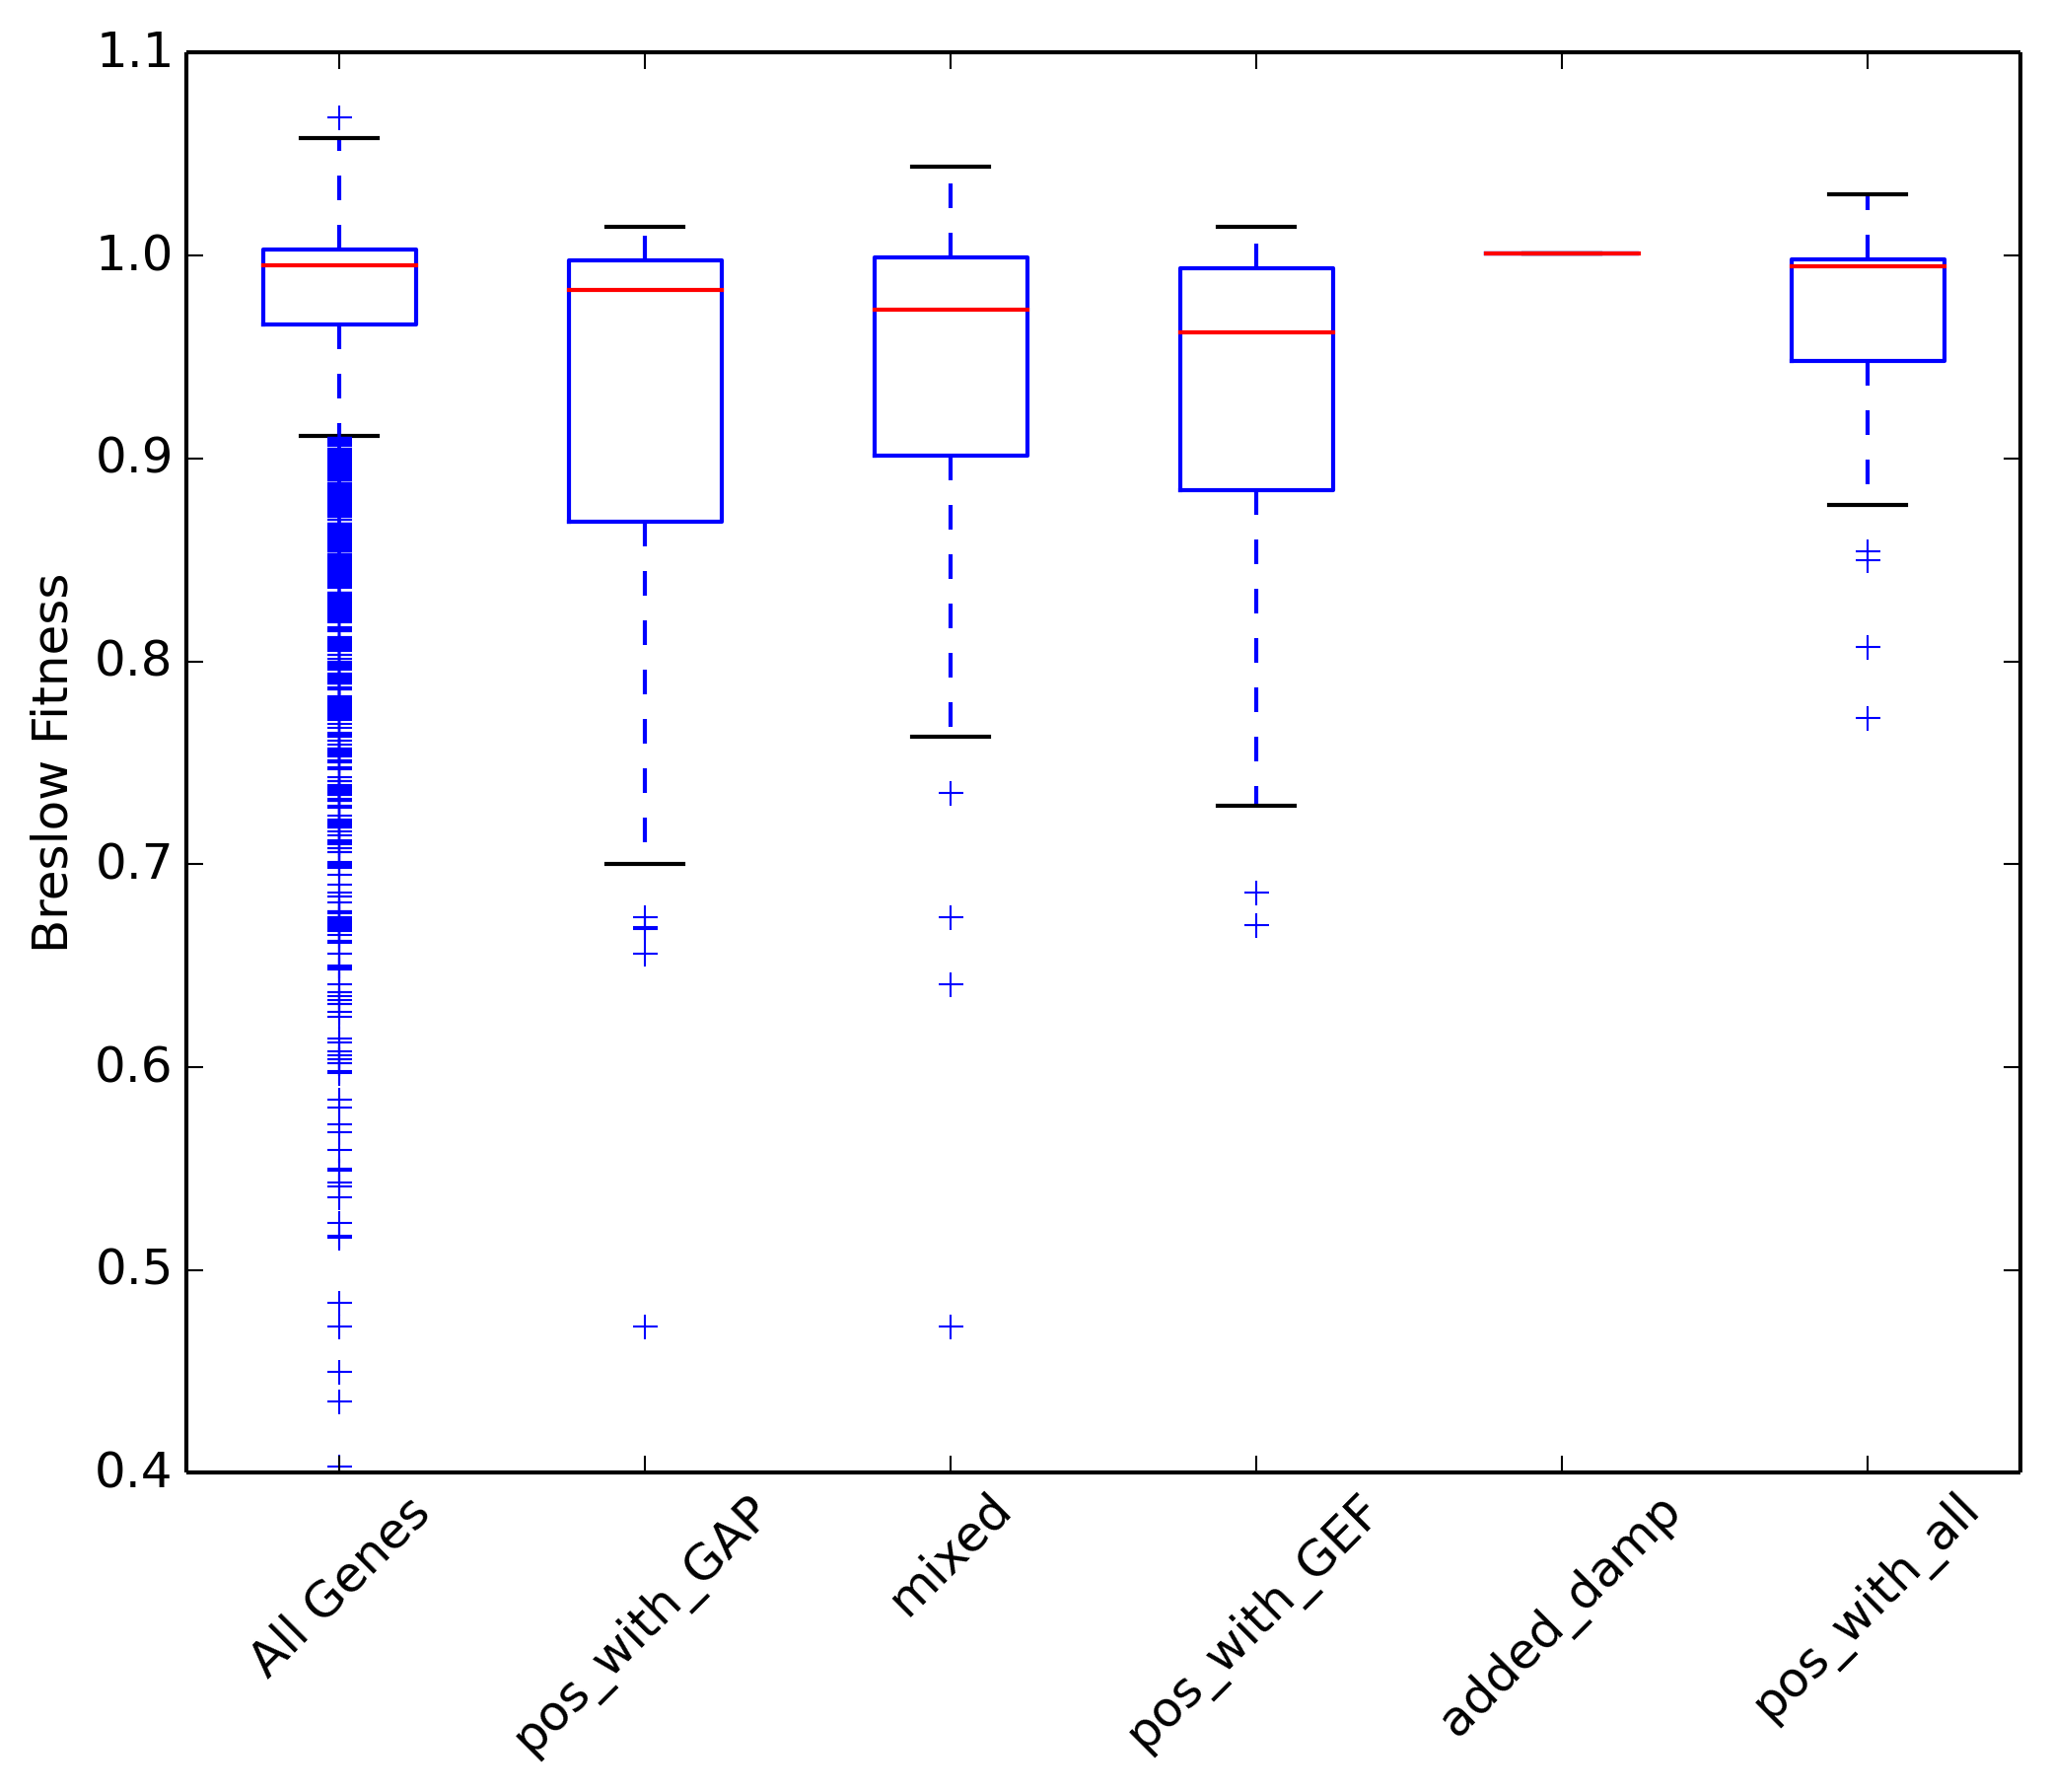 1.1
1.0
0.9
0.8
0.7
0.6
0.5
0.4
Breslow Fitness
All Genes
pos_with_GAP
mixed
pos_with_GEF
added_damp
pos_with_all